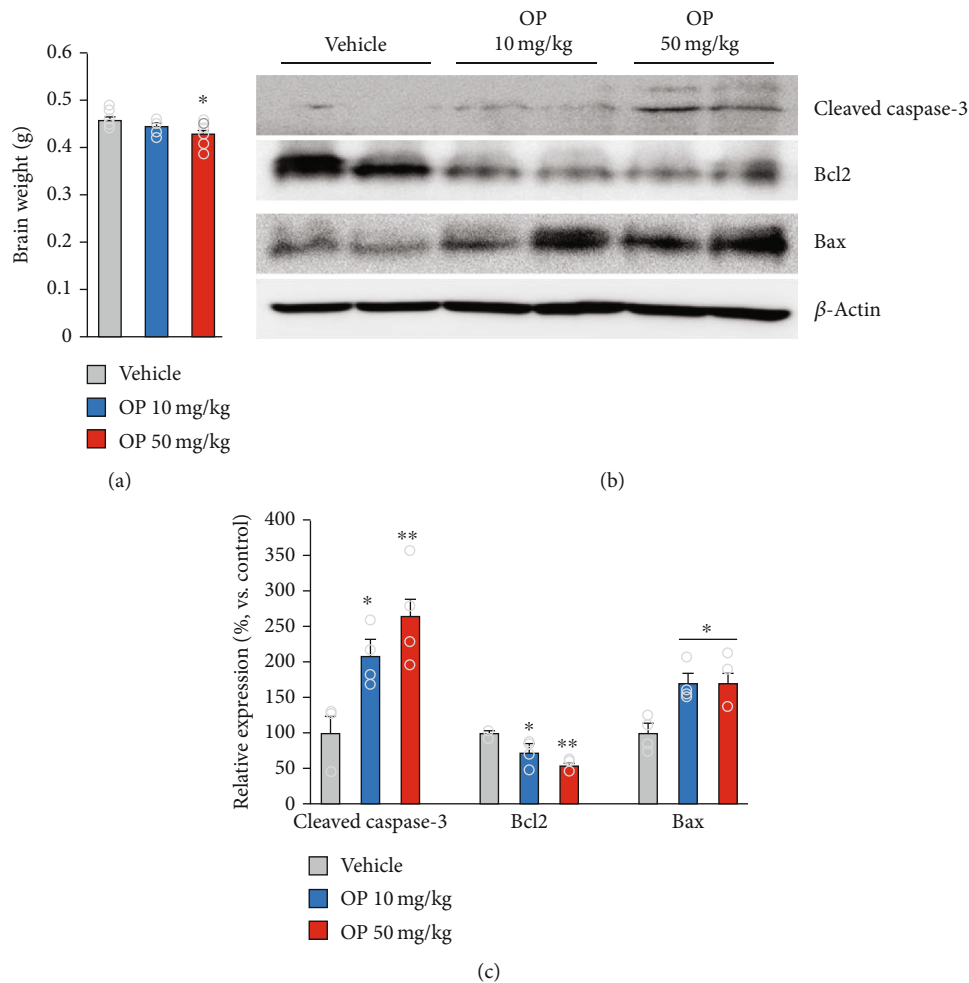 0.6
0.5
0.4
0.3
0.2
0.1
0
Brain weight (g)
*
Vehicle
OP 10 mg/kg
OP 50 mg/kg
(a)
Vehicle
OP
10 mg/kg
OP
50 mg/kg
Cleaved caspase-3
Bcl2
Bax
β-Actin
(b)
400
350
300
250
200
150
100
50
0
Relative expression (%, vs. control)
*
**
*
**
*
Cleaved caspase-3
Bcl2
Bax
Vehicle
OP 10 mg/kg
OP 50 mg/kg
(c)